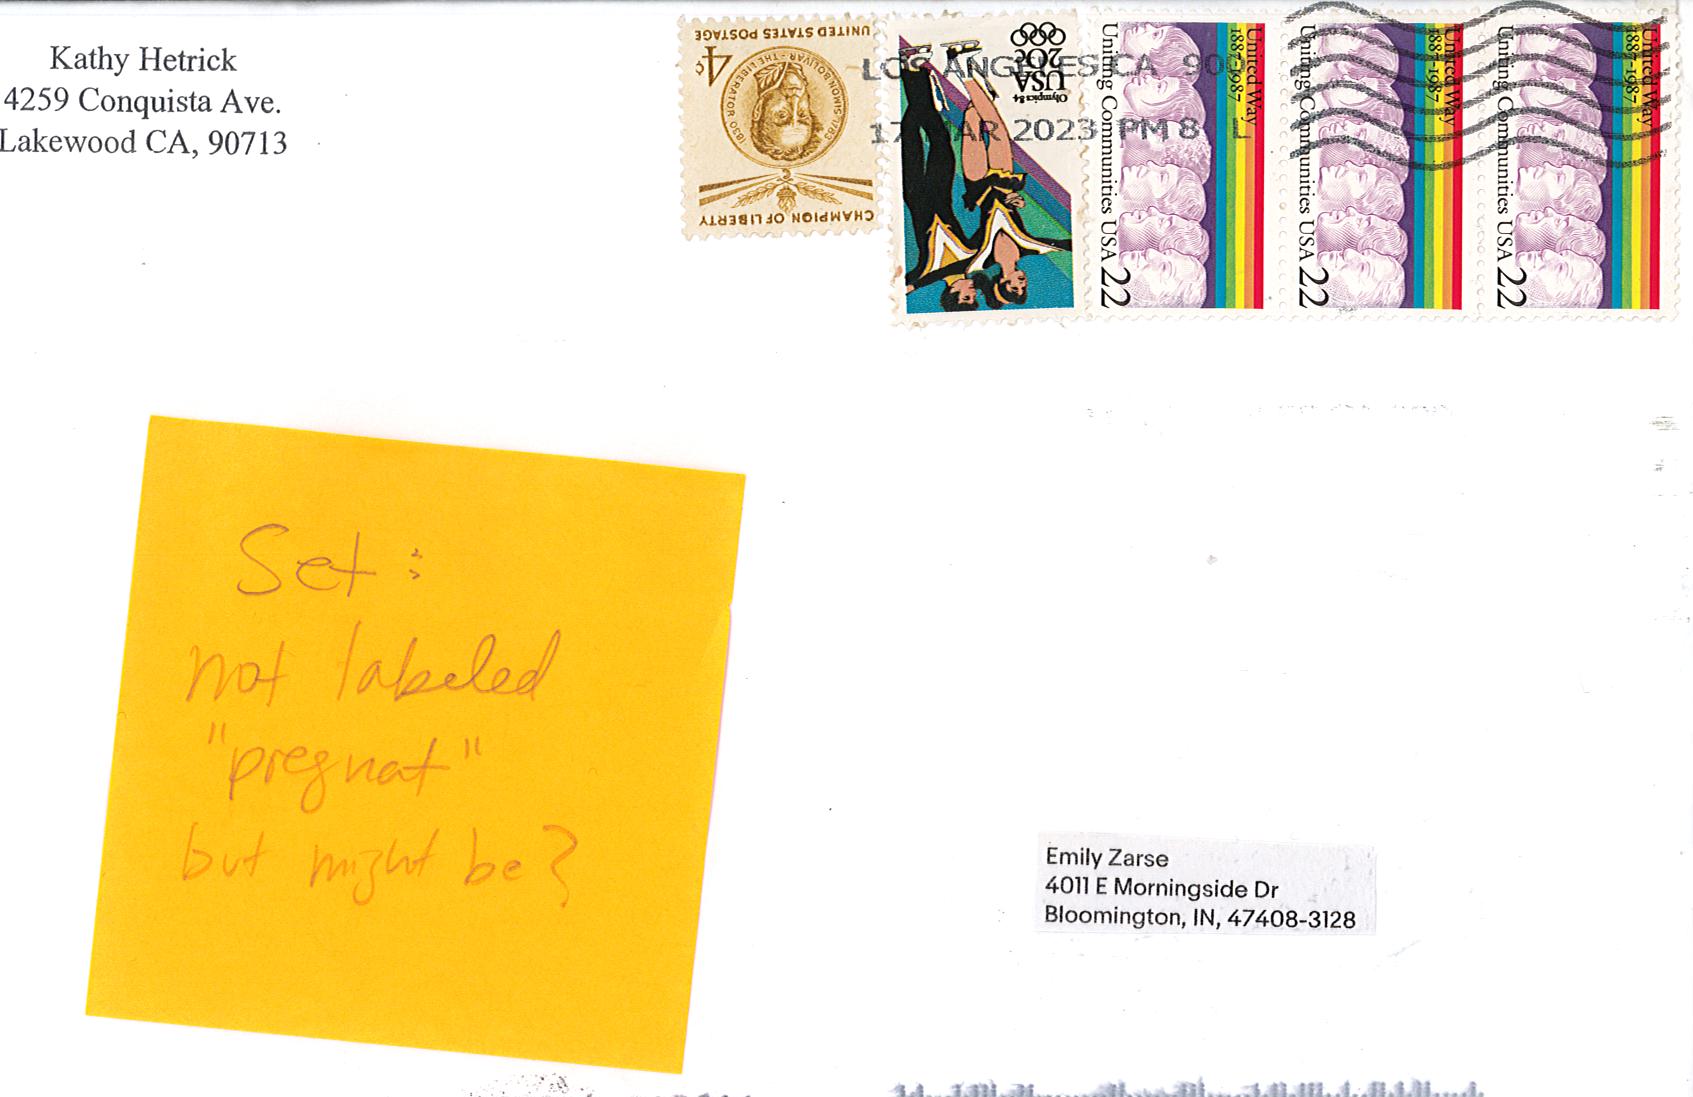 Kathy Hetrick
4259 Conquista Ave.
Lakewood CA, 90713
UNITED STATES POSTAGE
4c
SIMON BOLIVAR·THE LIBERATOR
1783
1830
CHAMPION OF LIBERTY
Olympics 84
USA
20c
United Way
1887-1987
Uniting Communities USA 22
United Way
1887-1987
Uniting Communities USA 22
United Way
1887-1987
Uniting Communities USA 22
LOS ANGELES CA 900
17 MAR 2023 PM 8 L
Set:
not labeled
"pregnat"
but might be?
Emily Zarse
4011 E Morningside Dr
Bloomington, IN, 47408-3128